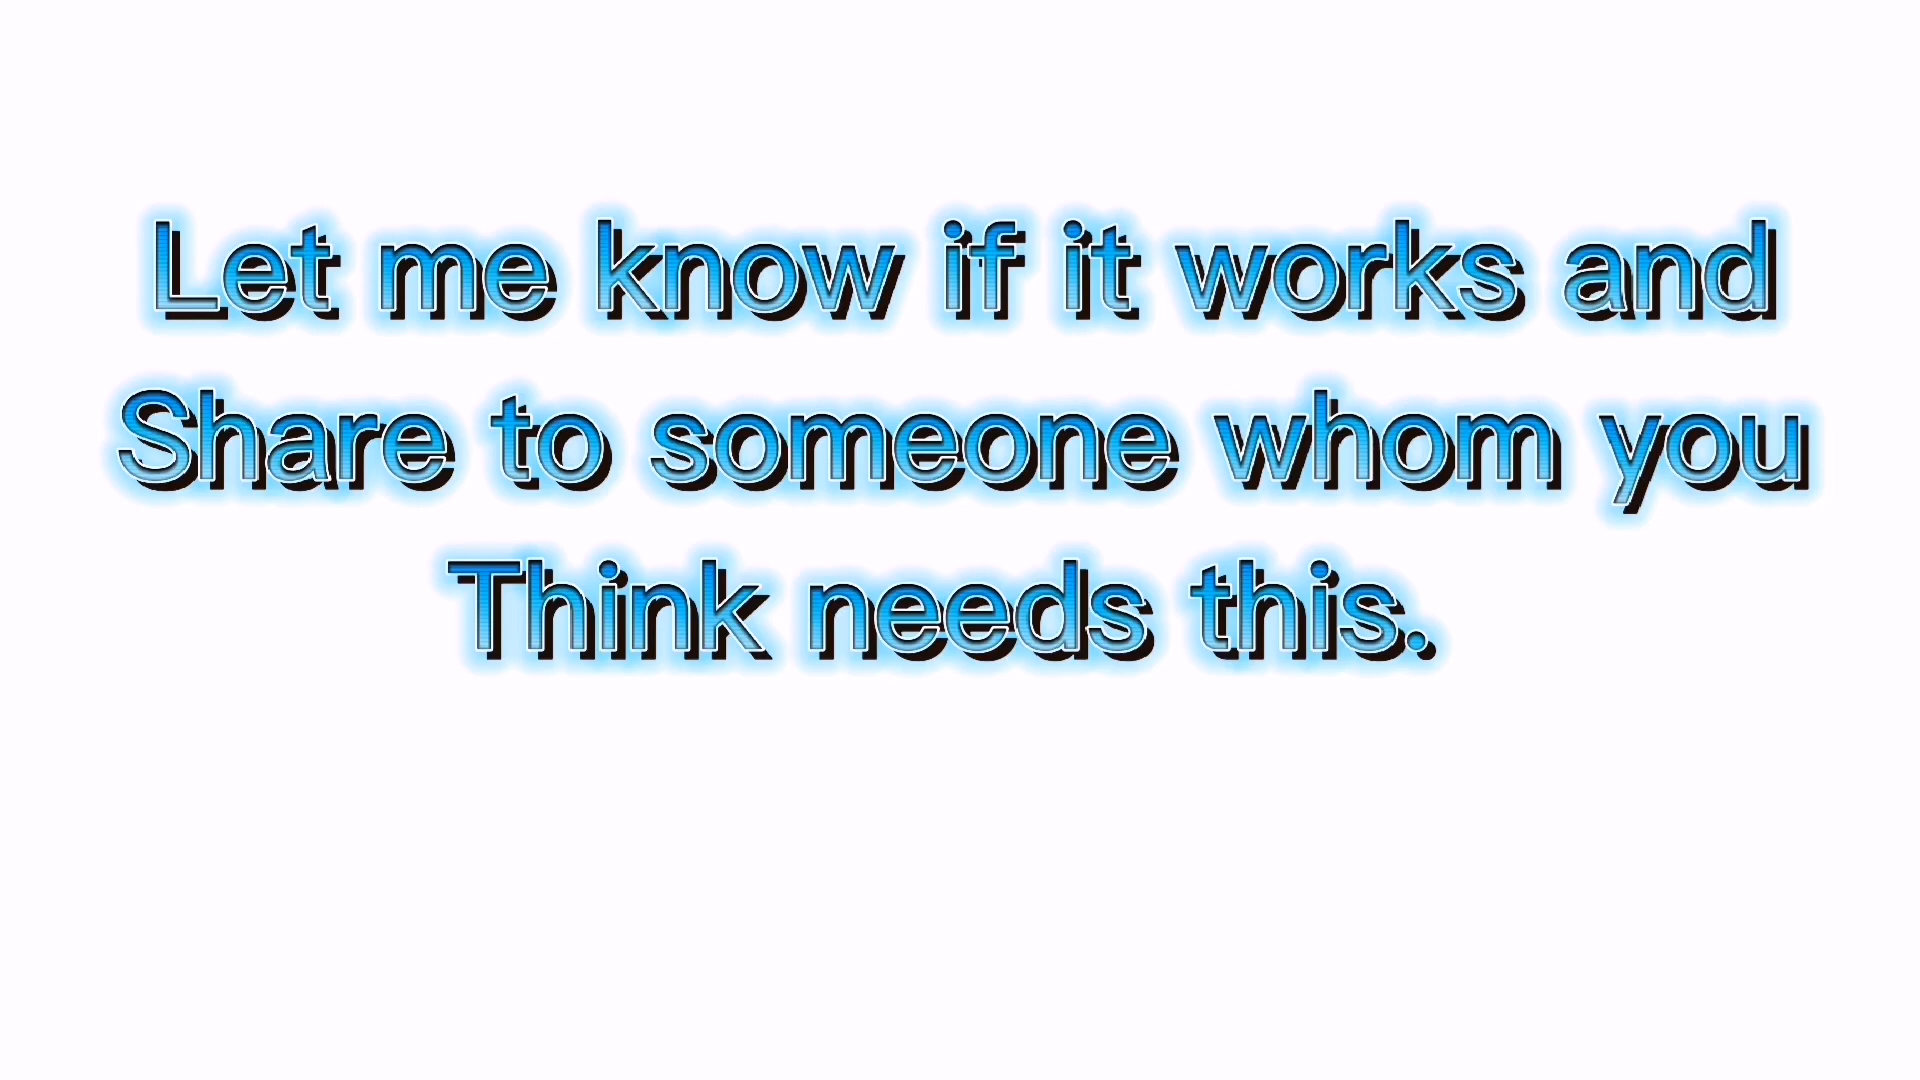 Let me know if it works and
Share to someone whom you
Think needs this.